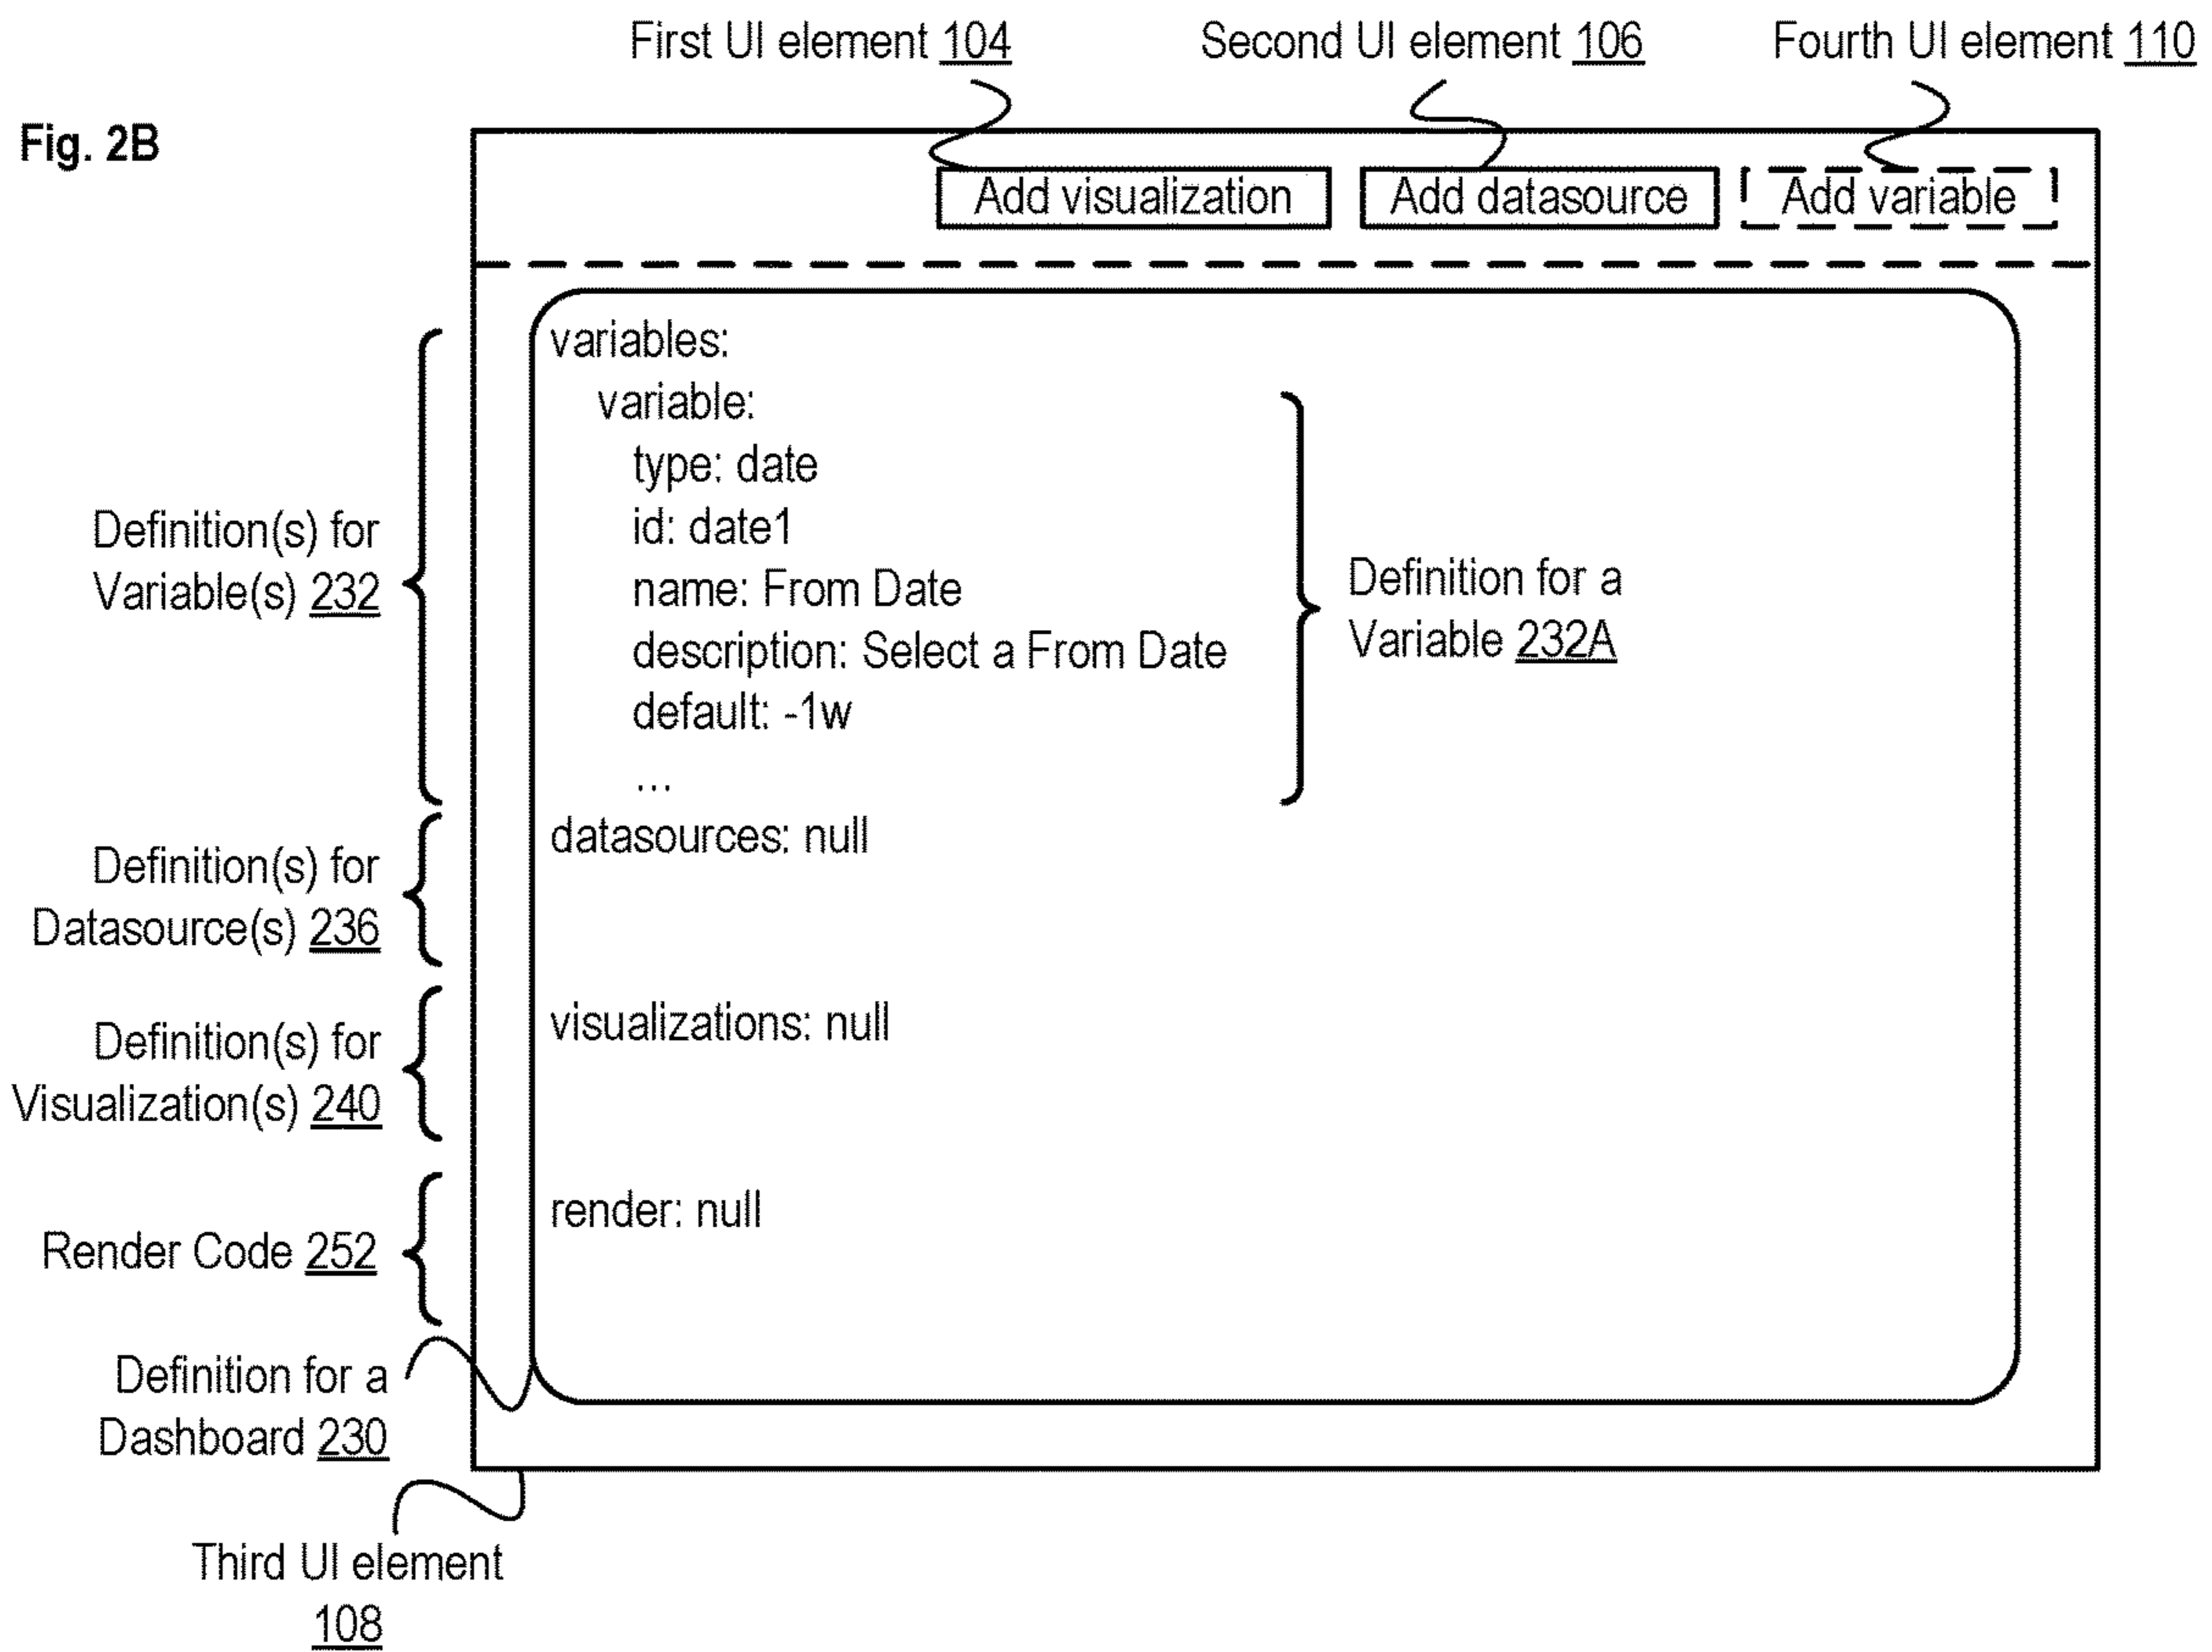 First UI element 104
Second UI element 106
Fourth UI element 110
Fig. 2B
Add visualization
Add datasource
Add variable
variables:
variable:
type: date
id: date1
name: From Date
description: Select a From Date
default: -1w
...
Definition(s) for
Variable(s) 232
Definition for a
Variable 232A
datasources: null
Definition(s) for
Datasource(s) 236
visualizations: null
Definition(s) for
Visualization(s) 240
render: null
Render Code 252
Definition for a
Dashboard 230
Third UI element
108